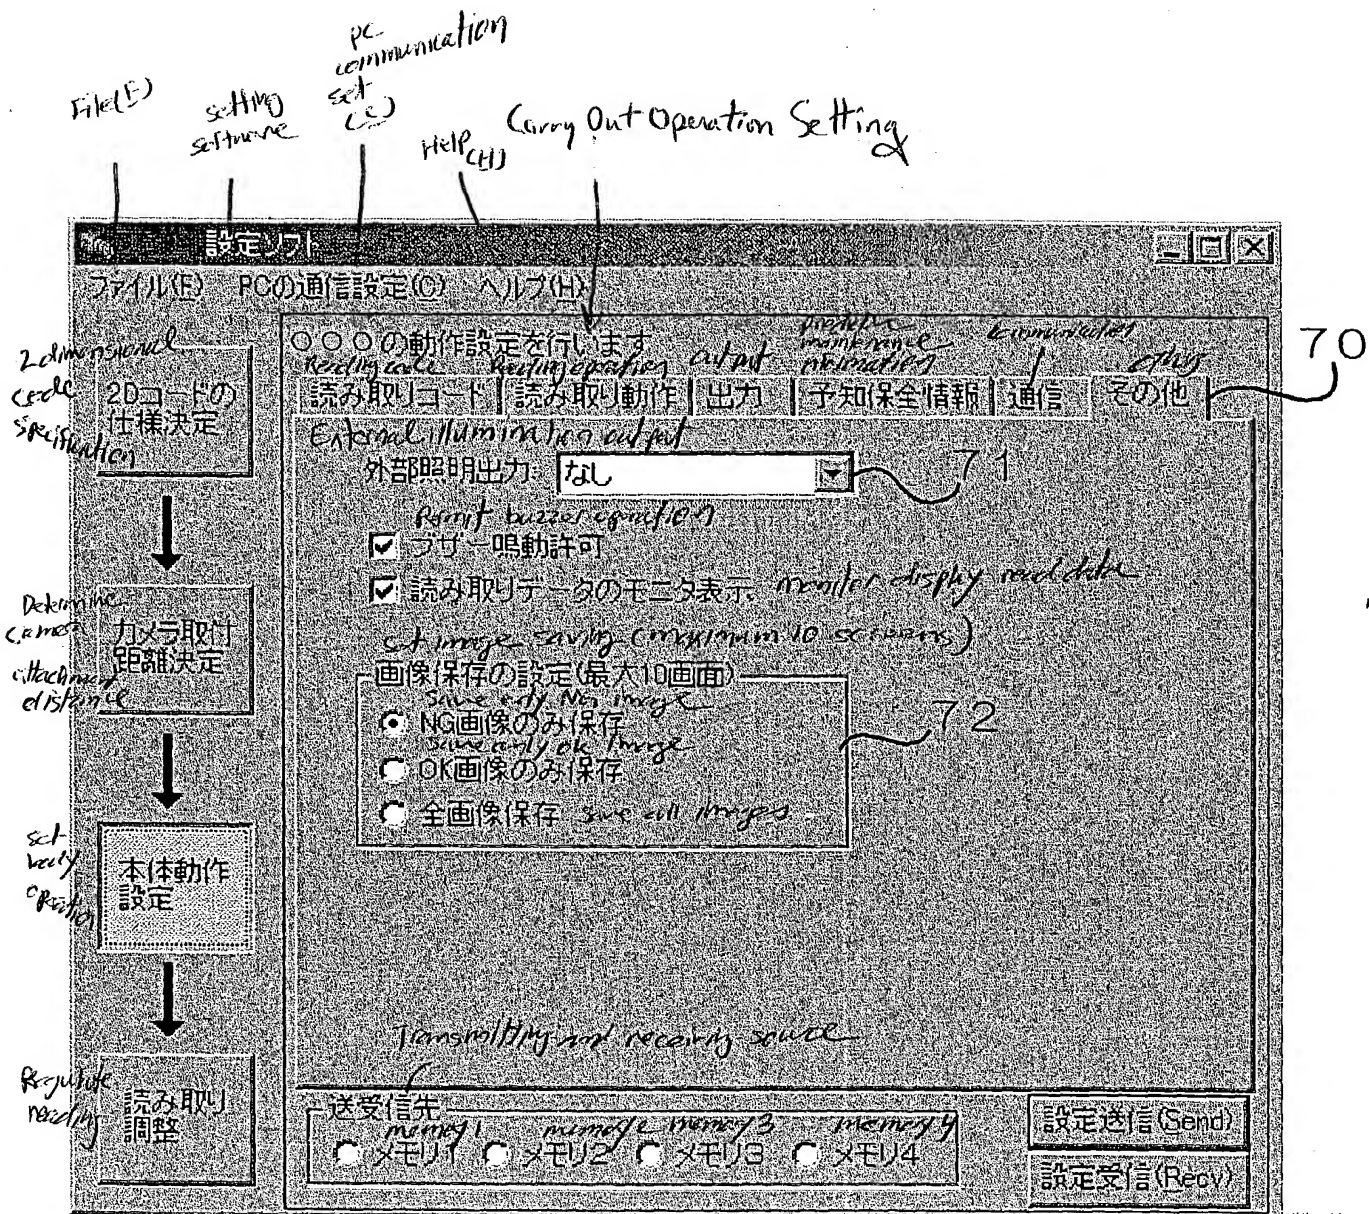 File(F)
setting software
pc communication set (C)
Help(H)
Carry Out Operation Setting
設定ソフト
ファイル(F) PCの通信設定(C) ヘルプ(H)
〇〇〇の動作設定を行います
Reading code Reading operation output predictive maintenance information communication others
読み取りコード 読み取り動作 出力 予知保全情報 通信 その他
70
External illumination output
外部照明出力: なし
71
Permit buzzer operation
ブザー鳴動許可
読み取りデータのモニタ表示 monitor display read data
set image saving (maximum 10 screens)
画像保存の設定(最大10画面)
save only NG image
NG画像のみ保存
72
save only ok image
OK画像のみ保存
全画像保存 save all images
2dimensional code specification
2Dコードの
仕様決定
Determine camera attachment distance
カメラ取付
距離決定
set body operation
本体動作
設定
Regulate reading
読み取り
調整
Transmitting and receiving source
送受信先
memory1 memory2 memory3 memory4
メモリ1 メモリ2 メモリ3 メモリ4
設定送信(Send)
設定受信(Recv)